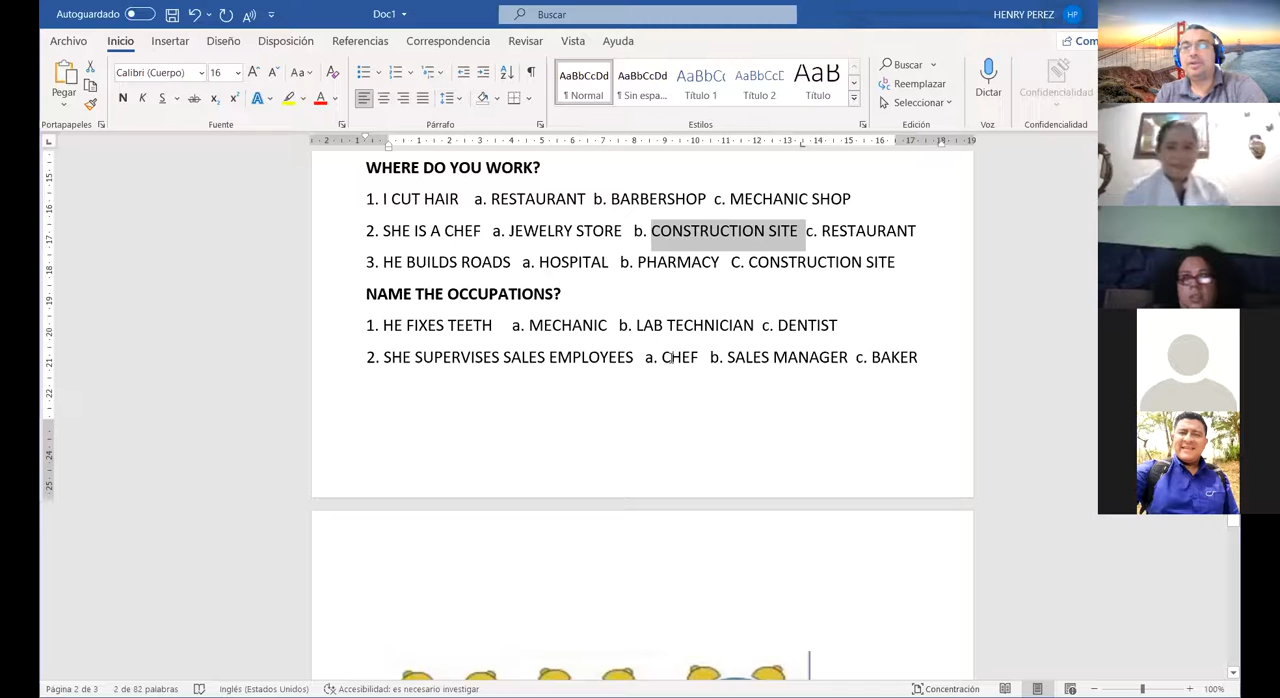 Autoguardado
Doc1
Buscar
HENRY PEREZ
HP
Archivo Inicio Insertar Diseño Disposición Referencias Correspondencia Revisar Vista Ayuda
Com
Pegar
Calibri (Cuerpo) 16
AaBbCcDd AaBbCcDd AaBbCc AaBbCcD AaB
¶ Normal ¶ Sin espa... Título 1 Título 2 Título
Buscar
Reemplazar
Seleccionar
Dictar
Confidencialidad
Portapapeles Fuente Párrafo Estilos Edición Voz Confidencialidad
WHERE DO YOU WORK?
1. I CUT HAIR a. RESTAURANT b. BARBERSHOP c. MECHANIC SHOP
2. SHE IS A CHEF a. JEWELRY STORE b. CONSTRUCTION SITE c. RESTAURANT
3. HE BUILDS ROADS a. HOSPITAL b. PHARMACY C. CONSTRUCTION SITE
NAME THE OCCUPATIONS?
1. HE FIXES TEETH a. MECHANIC b. LAB TECHNICIAN c. DENTIST
2. SHE SUPERVISES SALES EMPLOYEES a. CHEF b. SALES MANAGER c. BAKER
Página 2 de 3 2 de 82 palabras Inglés (Estados Unidos) Accesibilidad: es necesario investigar Concentración 100%